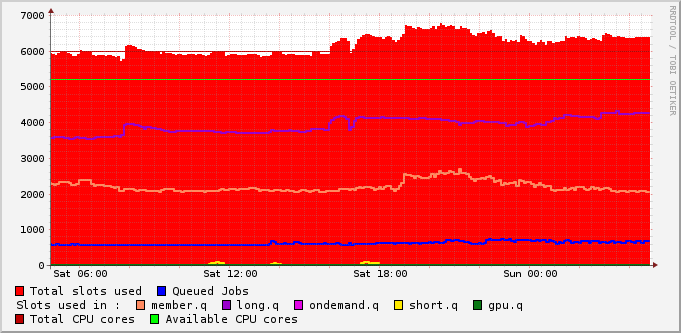 7000
6000
5000
4000
3000
2000
1000
0
Sat 06:00 Sat 12:00 Sat 18:00 Sun 00:00
RRDTOOL / TOBI OETIKER
Total slots used Queued Jobs
Slots used in : member.q long.q ondemand.q short.q gpu.q
Total CPU cores Available CPU cores